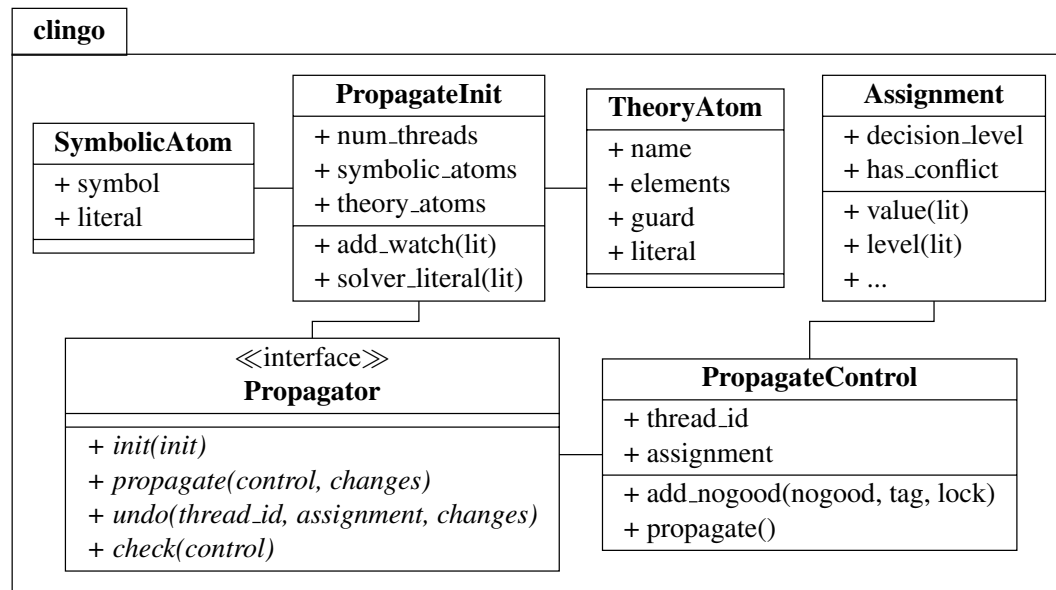 clingo
SymbolicAtom
+ symbol
+ literal
PropagateInit
+ num_threads
+ symbolic_atoms
+ theory_atoms
+ add_watch(lit)
+ solver_literal(lit)
TheoryAtom
+ name
+ elements
+ guard
+ literal
Assignment
+ decision_level
+ has_conflict
+ value(lit)
+ level(lit)
+ ...
≪interface≫
Propagator
+ init(init)
+ propagate(control, changes)
+ undo(thread_id, assignment, changes)
+ check(control)
PropagateControl
+ thread_id
+ assignment
+ add_nogood(nogood, tag, lock)
+ propagate()